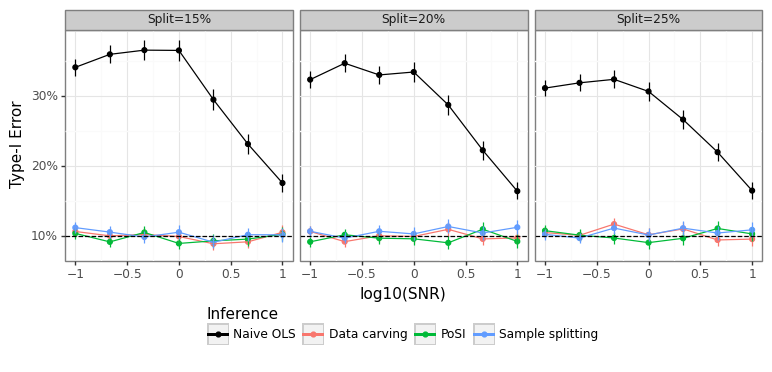 Split=15% Split=20% Split=25%
Type-I Error
30%
20%
10%
−1 −0.5 0 0.5 1 −1 −0.5 0 0.5 1 −1 −0.5 0 0.5 1
log10(SNR)
Inference
Naive OLS Data carving PoSI Sample splitting